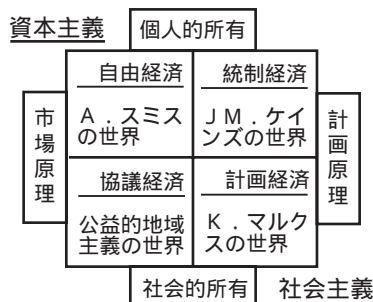 資本主義
個人的所有
自由経済
Ａ．スミス
の世界
統制経済
ＪＭ．ケイ
ンズの世界
市場原理
計画原理
協議経済
公益的地域
主義の世界
計画経済
Ｋ．マルク
スの世界
社会的所有
社会主義